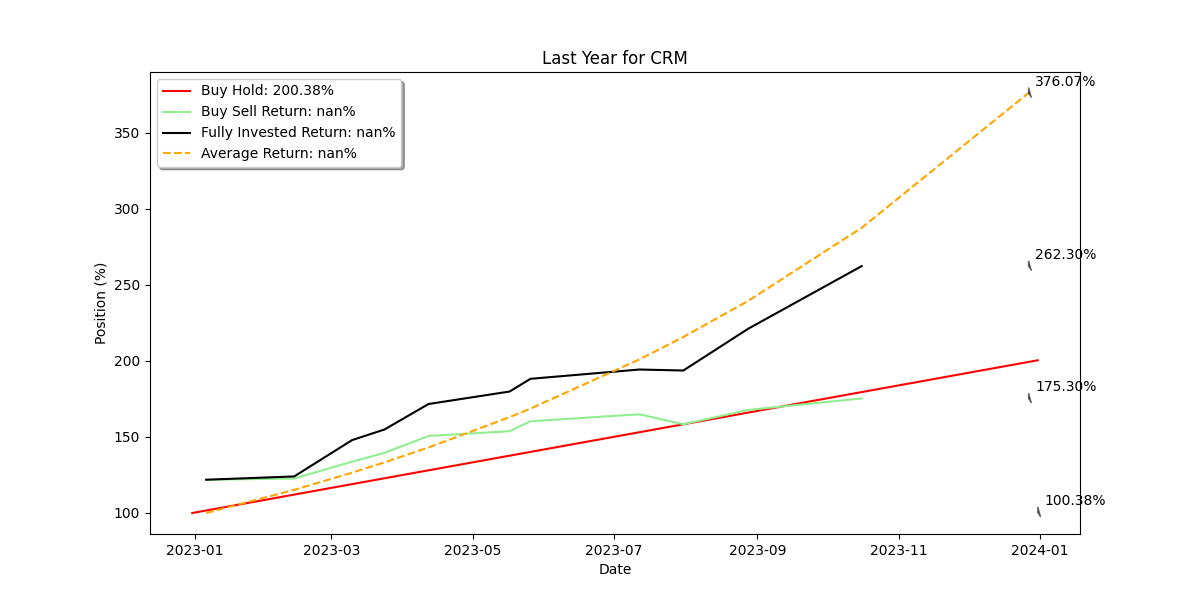 Last Year for CRM
376.07%
Buy Hold: 200.38%
Buy Sell Return: nan%
Fully Invested Return: nan%
Average Return: nan%
350
300
262.30%
250
Position (%)
200
175.30%
150
100.38%
100
2023-01 2023-03 2023-05 2023-07 2023-09 2023-11 2024-01
Date